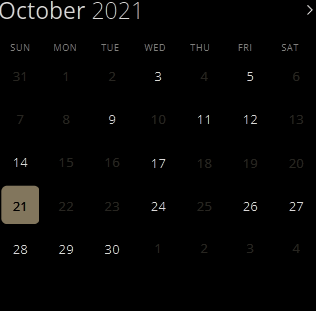 October 2021
SUN MON TUE WED THU FRI SAT
31 1 2 3 4 5 6
7 8 9 10 11 12 13
14 15 16 17 18 19 20
21 22 23 24 25 26 27
28 29 30 1 2 3 4